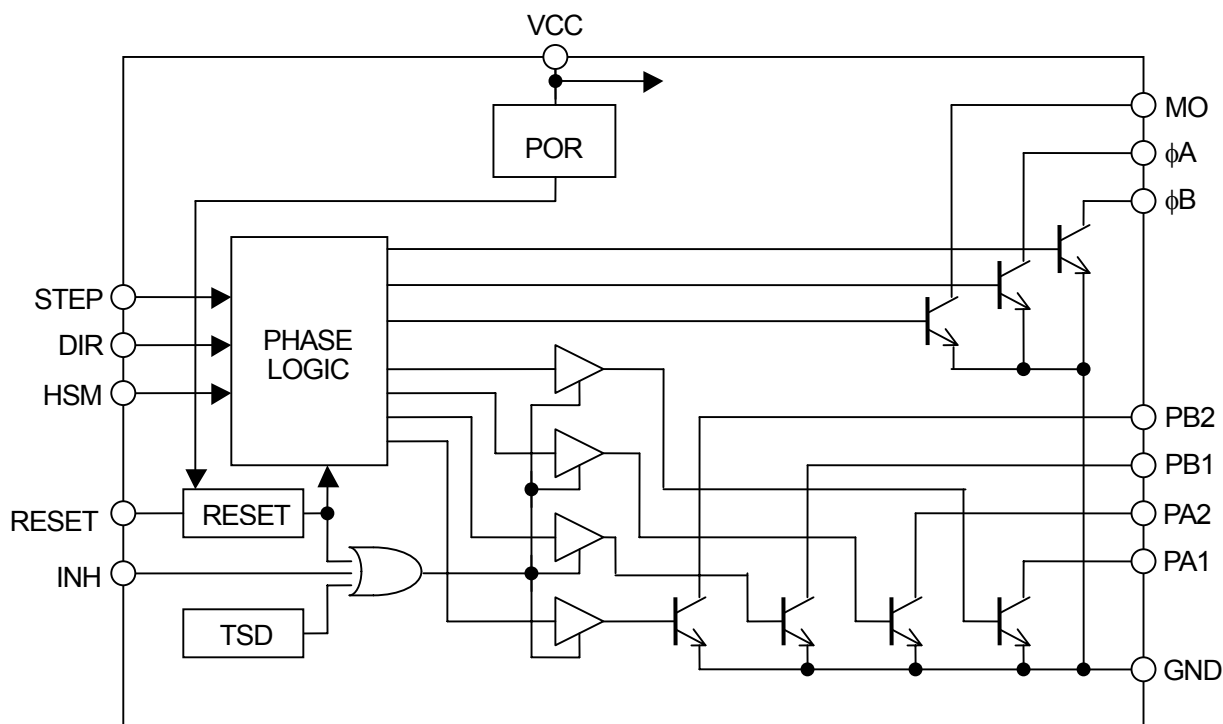 VCC
MO
POR
ϕA
ϕB
STEP
PHASE
LOGIC
DIR
HSM
PB2
PB1
RESET
RESET
PA2
INH
PA1
TSD
GND